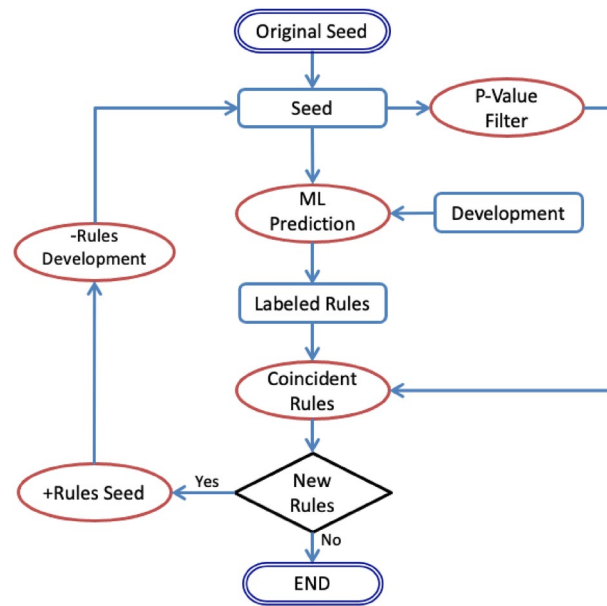 Original Seed
Seed
P-Value
Filter
ML
Prediction
Development
-Rules
Development
Labeled Rules
Coincident
Rules
New
Rules
Yes
+Rules Seed
No
END